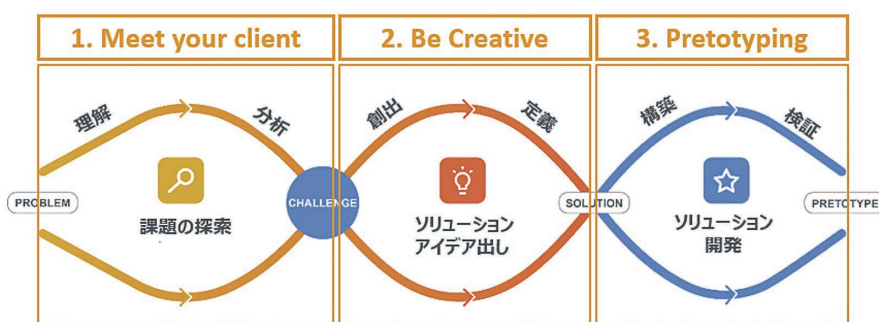 1. Meet your client
2. Be Creative
3. Pretotyping
理解
分析
創出
定義
構築
検証
PROBLEM
課題の探索
CHALLENGE
ソリューション
アイデア出し
SOLUTION
ソリューション
開発
PRETOTYPE